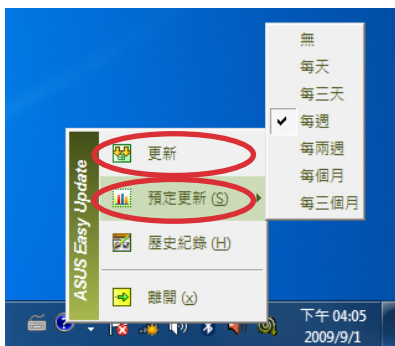 無
每天
每三天
每週
每兩週
每個月
每三個月
ASUS Easy Update
更新
預定更新 (S)
歷史紀錄 (H)
離開 (x)
下午 04:05
2009/9/1